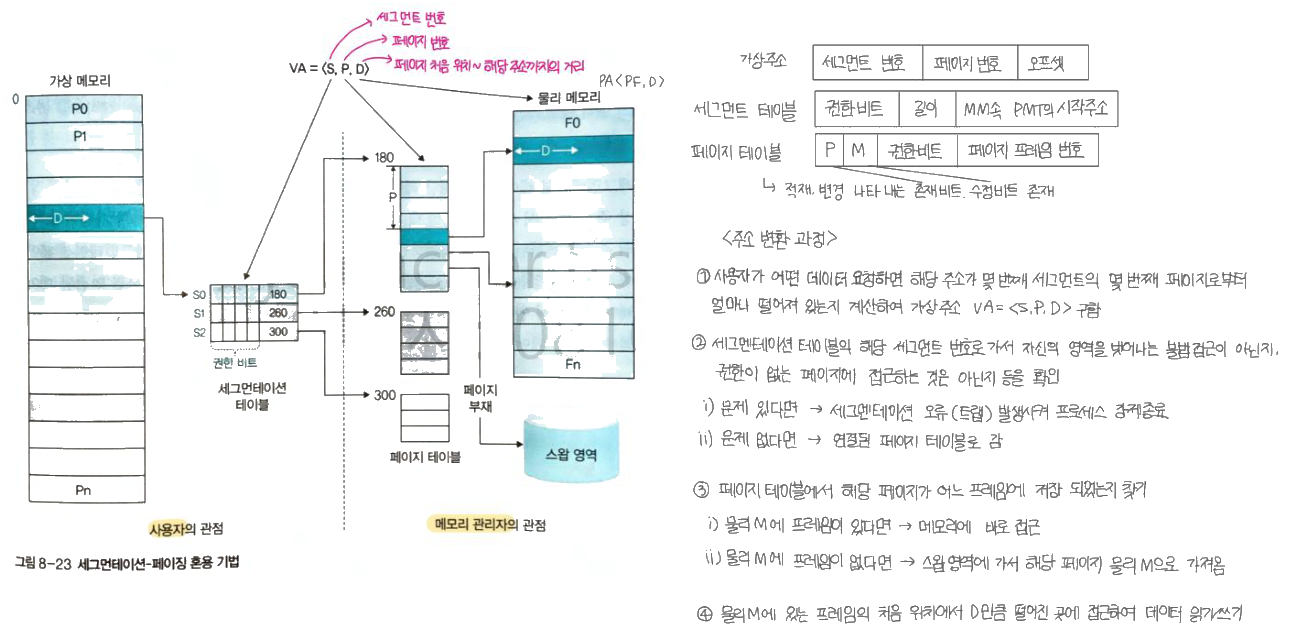 세그먼트 번호
페이지 번호
VA = <S, P, D>
페이지 처음 위치~ 해당 주소까지의 거리
PA<PF, D>
가상 메모리
물리 메모리
0
P0
P1
D
Pn
F0
D
Fn
S0
S1
S2
180
260
300
권한 비트
세그먼테이션
테이블
180
P
260
300
페이지
부재
페이지 테이블
스왑 영역
사용자의 관점
메모리 관리자의 관점
그림 8-23 세그먼테이션-페이징 혼용 기법
가상주소 세그먼트 번호 페이지 번호 오프셋
세그먼트 테이블 권한비트 길이 MM속 PMT의 시작주소
페이지 테이블 P M 권한비트 페이지 프레임 번호
↳ 적재, 변경 나타내는 존재비트, 수정비트 존재
<주소 변환 과정>
① 사용자가 어떤 데이터 요청하면 해당 주소가 몇 번째 세그먼트의 몇 번째 페이지로부터
얼마나 떨어져 있는지 계산하여 가상주소 VA = <S, P, D> 구함
② 세그멘테이션 테이블의 해당 세그먼트 번호로 가서 자신의 영역을 벗어나는 불법접근이 아닌지,
권한이 없는 페이지에 접근하는 것은 아닌지 등을 확인
i) 문제 있다면 → 세그멘테이션 오류 (트랩) 발생시켜 프로세스 강제종료
ii) 문제 없다면 → 연결된 페이지 테이블로 감
③ 페이지 테이블에서 해당 페이지가 어느 프레임에 저장 되었는지 찾기
i) 물리 M에 프레임이 있다면 → 메모리에 바로 접근
ii) 물리 M에 프레임이 없다면 → 스왑영역에 가서 해당 페이지 물리 M으로 가져옴
④ 물리 M에 있는 프레임의 처음 위치에서 D만큼 떨어진 곳에 접근하여 데이터 읽기/쓰기